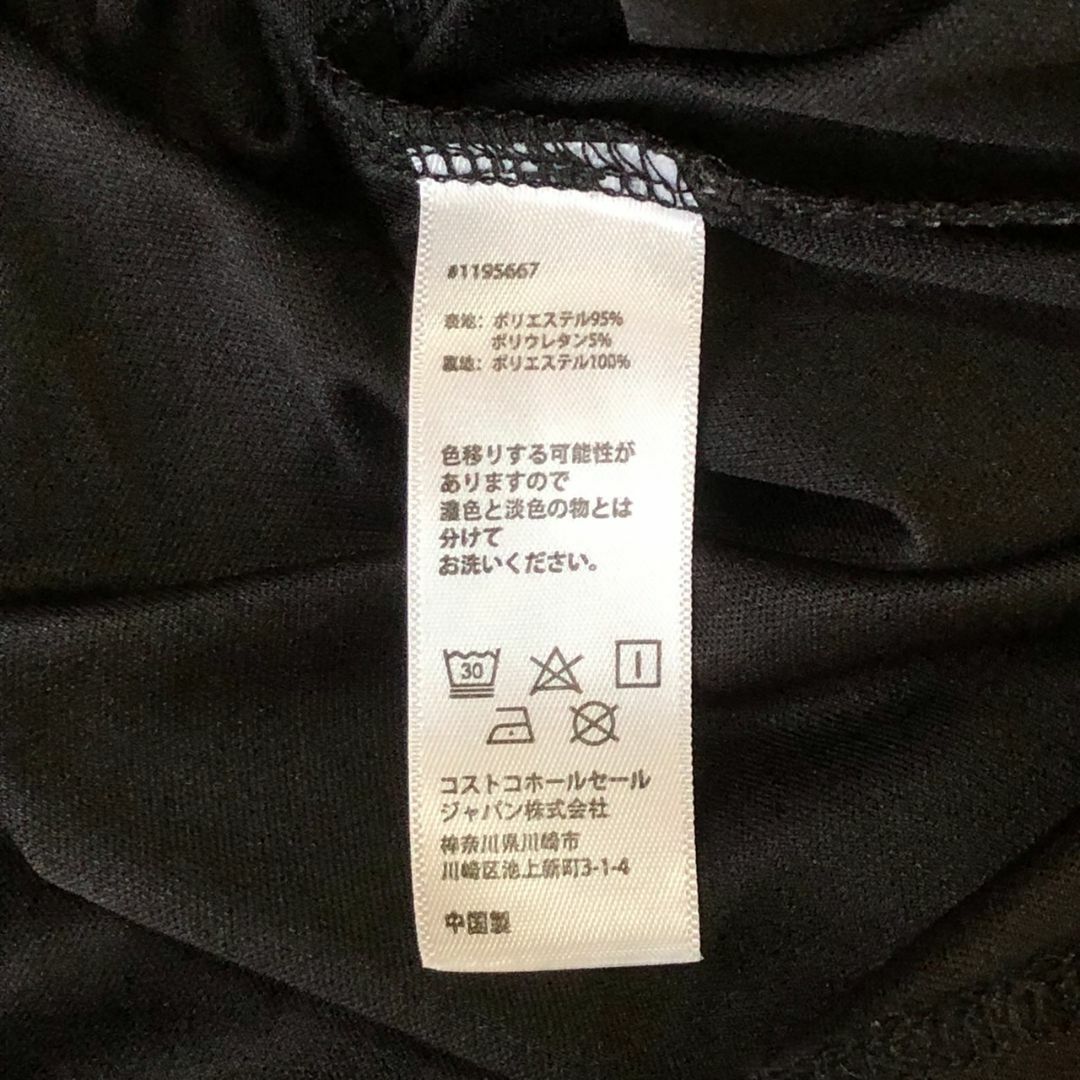 #1195667
表地：ポリエステル95%
ポリウレタン5%
裏地：ポリエステル100%
色移りする可能性が
ありますので
濃色と淡色の物とは
分けて
お洗いください。
30
コストコホールセール
ジャパン株式会社
神奈川県川崎市
川崎区池上新町3-1-4
中国製